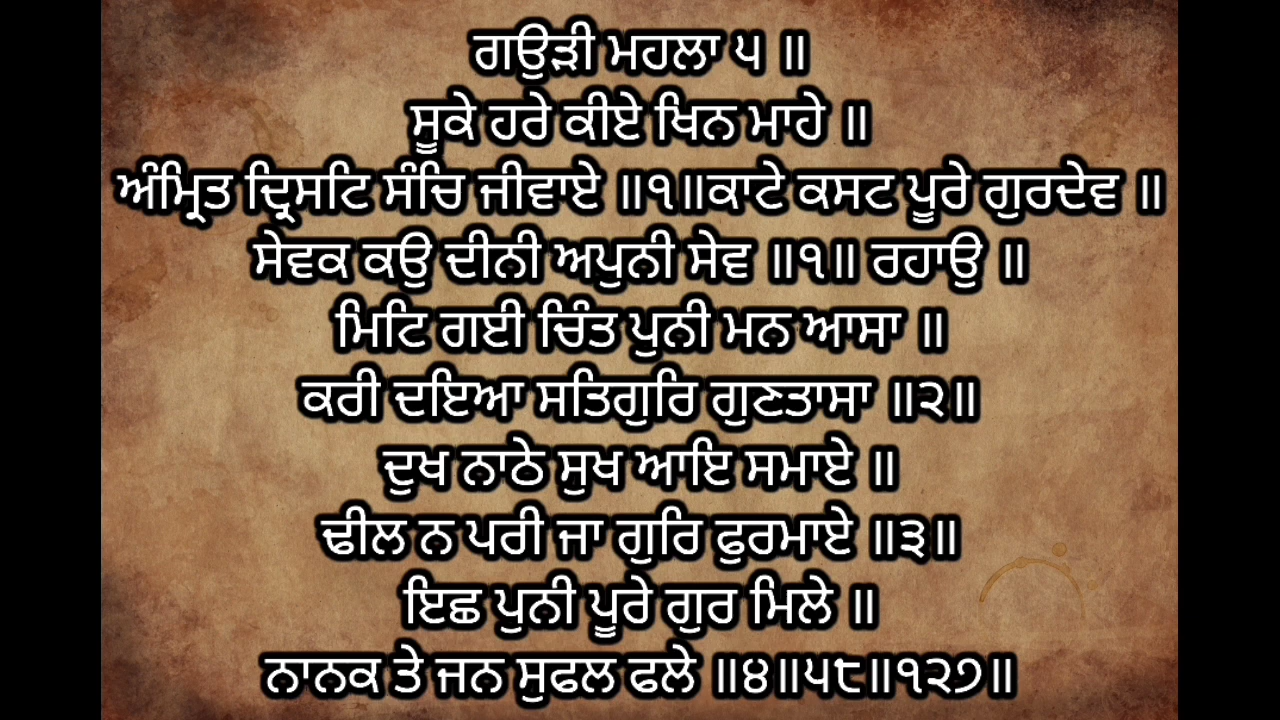 ਗਉੜੀ ਮਹਲਾ ੫ ॥
ਸੂਕੇ ਹਰੇ ਕੀਏ ਖਿਨ ਮਾਹੇ ॥
ਅੰਮ੍ਰਿਤ ਦ੍ਰਿਸਟਿ ਸੰਚਿ ਜੀਵਾਏ ॥੧॥ਕਾਟੇ ਕਸਟ ਪੂਰੇ ਗੁਰਦੇਵ ॥
ਸੇਵਕ ਕਉ ਦੀਨੀ ਅਪੁਨੀ ਸੇਵ ॥੧॥ ਰਹਾਉ ॥
ਮਿਟਿ ਗਈ ਚਿੰਤ ਪੁਨੀ ਮਨ ਆਸਾ ॥
ਕਰੀ ਦਇਆ ਸਤਿਗੁਰਿ ਗੁਣਤਾਸਾ ॥੨॥
ਦੁਖ ਨਾਠੇ ਸੁਖ ਆਇ ਸਮਾਏ ॥
ਢੀਲ ਨ ਪਰੀ ਜਾ ਗੁਰਿ ਫੁਰਮਾਏ ॥੩॥
ਇਛ ਪੁਨੀ ਪੂਰੇ ਗੁਰ ਮਿਲੇ ॥
ਨਾਨਕ ਤੇ ਜਨ ਸੁਫਲ ਫਲੇ ॥੪॥੫੮॥੧੨੭॥